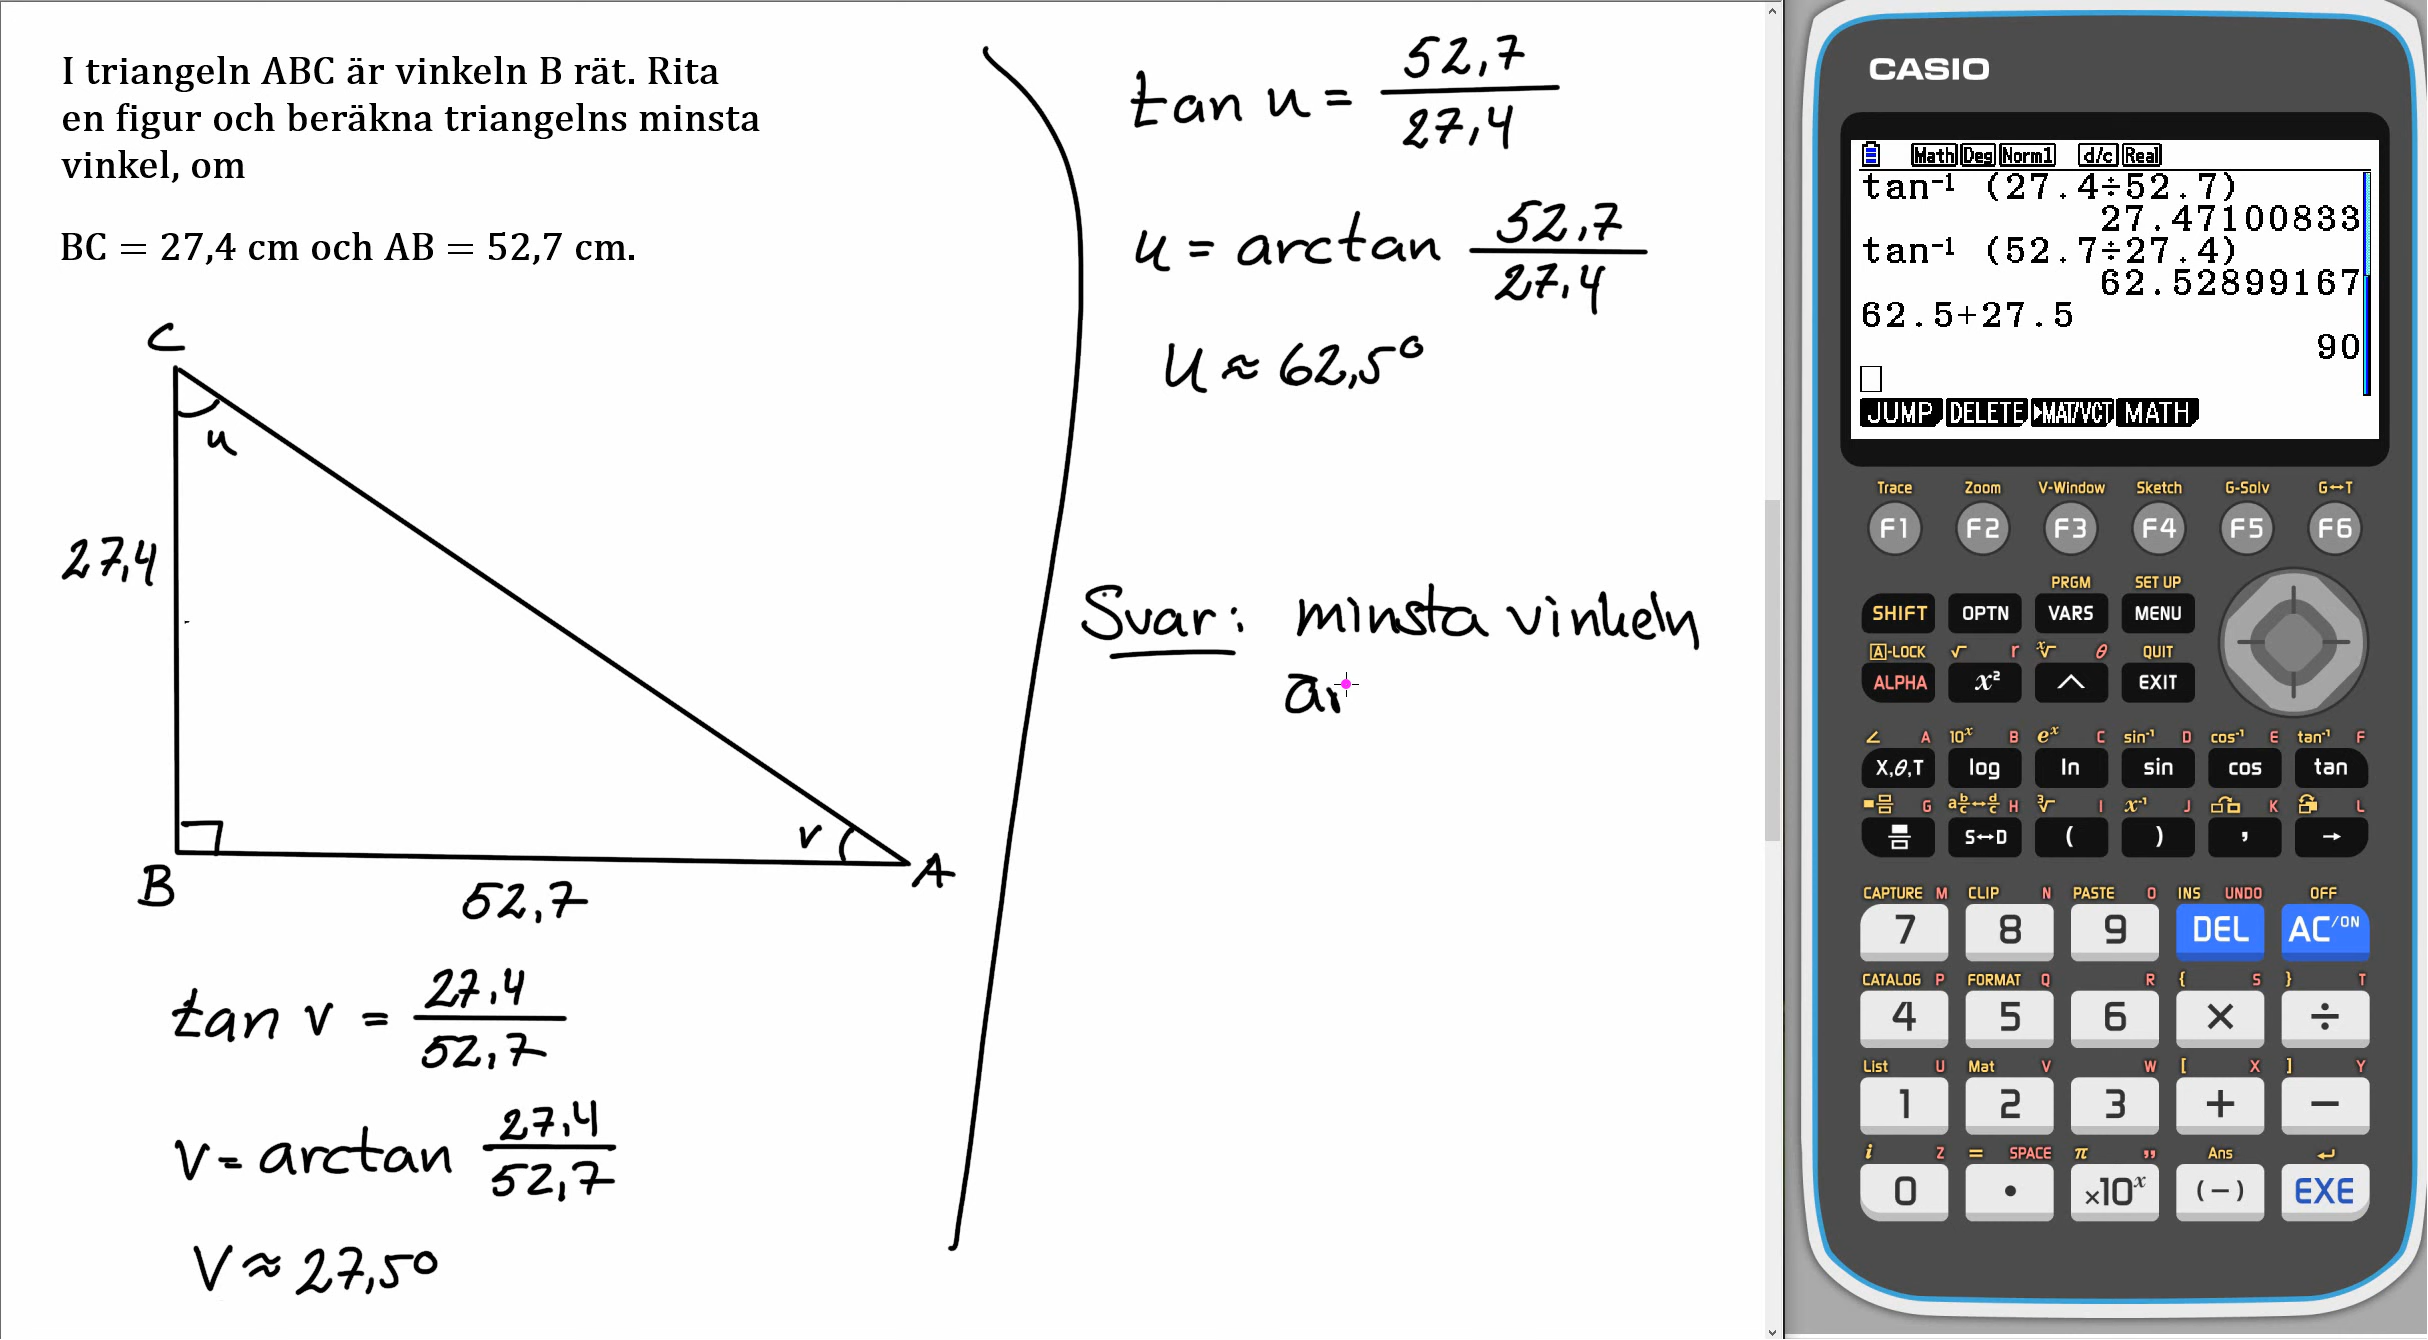 I triangeln ABC är vinkeln B rät. Rita
en figur och beräkna triangelns minsta
vinkel, om
BC = 27,4 cm och AB = 52,7 cm.
C
u
27,4
v
B
A
52,7
tan v = 27,4 / 52,7
v = arctan 27,4 / 52,7
v ≈ 27,5°
tan u = 52,7 / 27,4
u = arctan 52,7 / 27,4
u ≈ 62,5°
Svar: minsta vinkeln
är
CASIO
Math Deg Norm1 d/c Real
tan⁻¹ (27.4÷52.7)
27.47100833
tan⁻¹ (52.7÷27.4)
62.52899167
62.5+27.5
90
JUMP DELETE ▶MAT/VCT MATH
Trace Zoom V-Window Sketch G-Solv G↔T
F1 F2 F3 F4 F5 F6
PRGM SET UP
SHIFT OPTN VARS MENU
A-LOCK √ r ˣ√ θ QUIT
ALPHA x² ^ EXIT
∠ A 10ˣ B eˣ C sin⁻¹ D cos⁻¹ E tan⁻¹ F
X,θ,T log ln sin cos tan
G a b/c↔d/c H ³√ I x⁻¹ J K L
S↔D ( ) , →
CAPTURE M CLIP N PASTE O INS UNDO OFF
7 8 9 DEL AC/ON
CATALOG P FORMAT Q R { S } T
4 5 6 × ÷
List U Mat V W [ X ] Y
1 2 3 + −
i Z = SPACE π " Ans ↵
0 • ×10ˣ (−) EXE